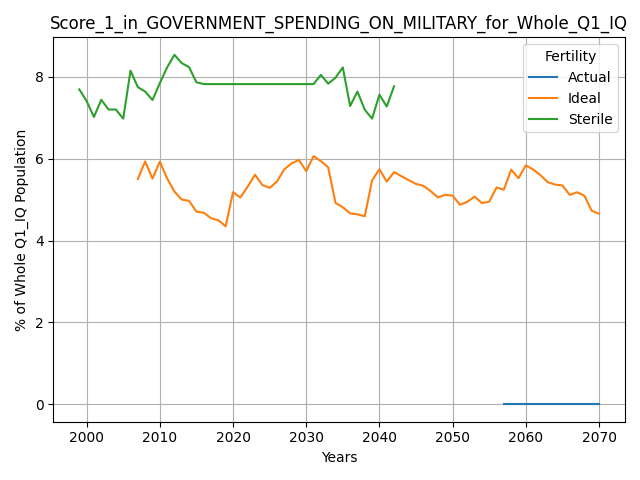 Score_1_in_GOVERNMENT_SPENDING_ON_MILITARY_for_Whole_Q1_IQ
Fertility
Actual
Ideal
Sterile
% of Whole Q1_IQ Population
8
6
4
2
0
2000 2010 2020 2030 2040 2050 2060 2070
Years